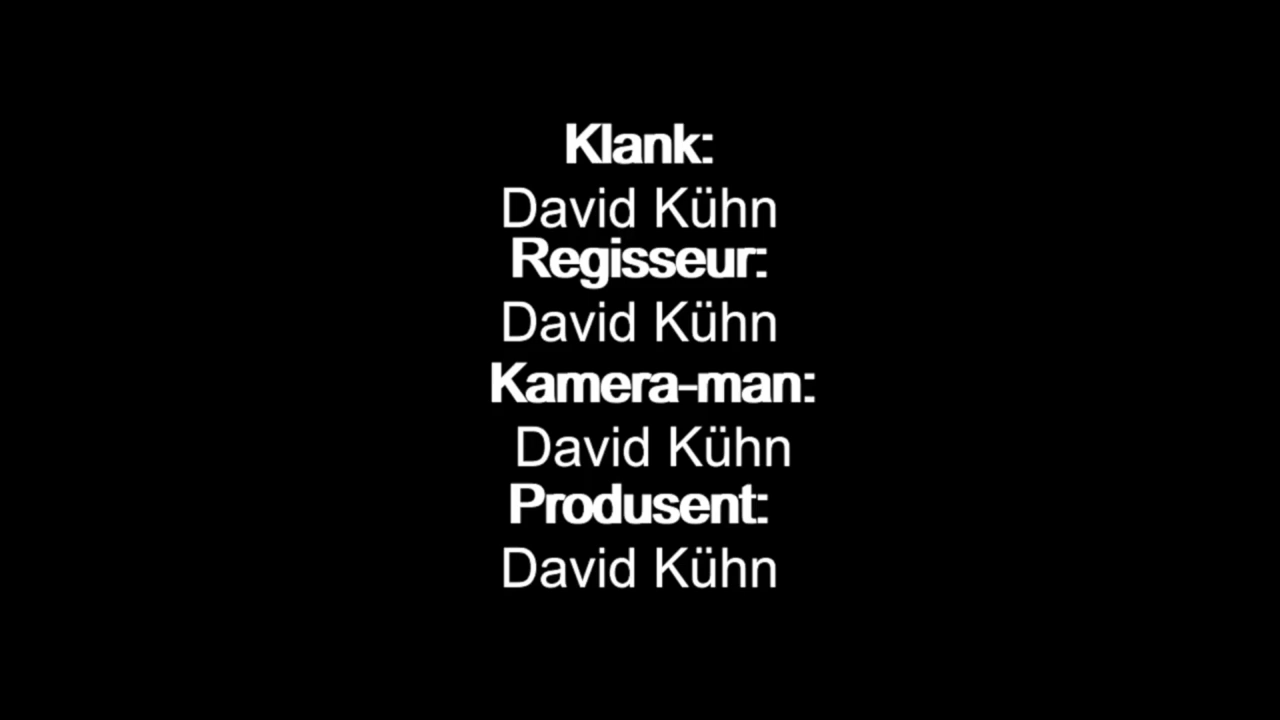 Klank:
David Kühn
Regisseur:
David Kühn
Kamera-man:
David Kühn
Produsent:
David Kühn